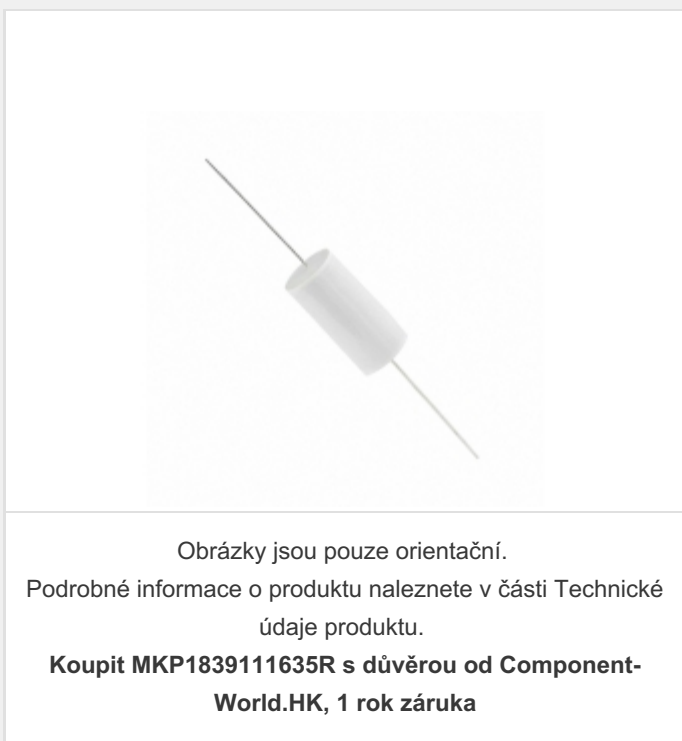 Obrázky jsou pouze orientační.
Podrobné informace o produktu naleznete v části Technické
údaje produktu.
Koupit MKP1839111635R s důvěrou od Component-
World.HK, 1 rok záruka